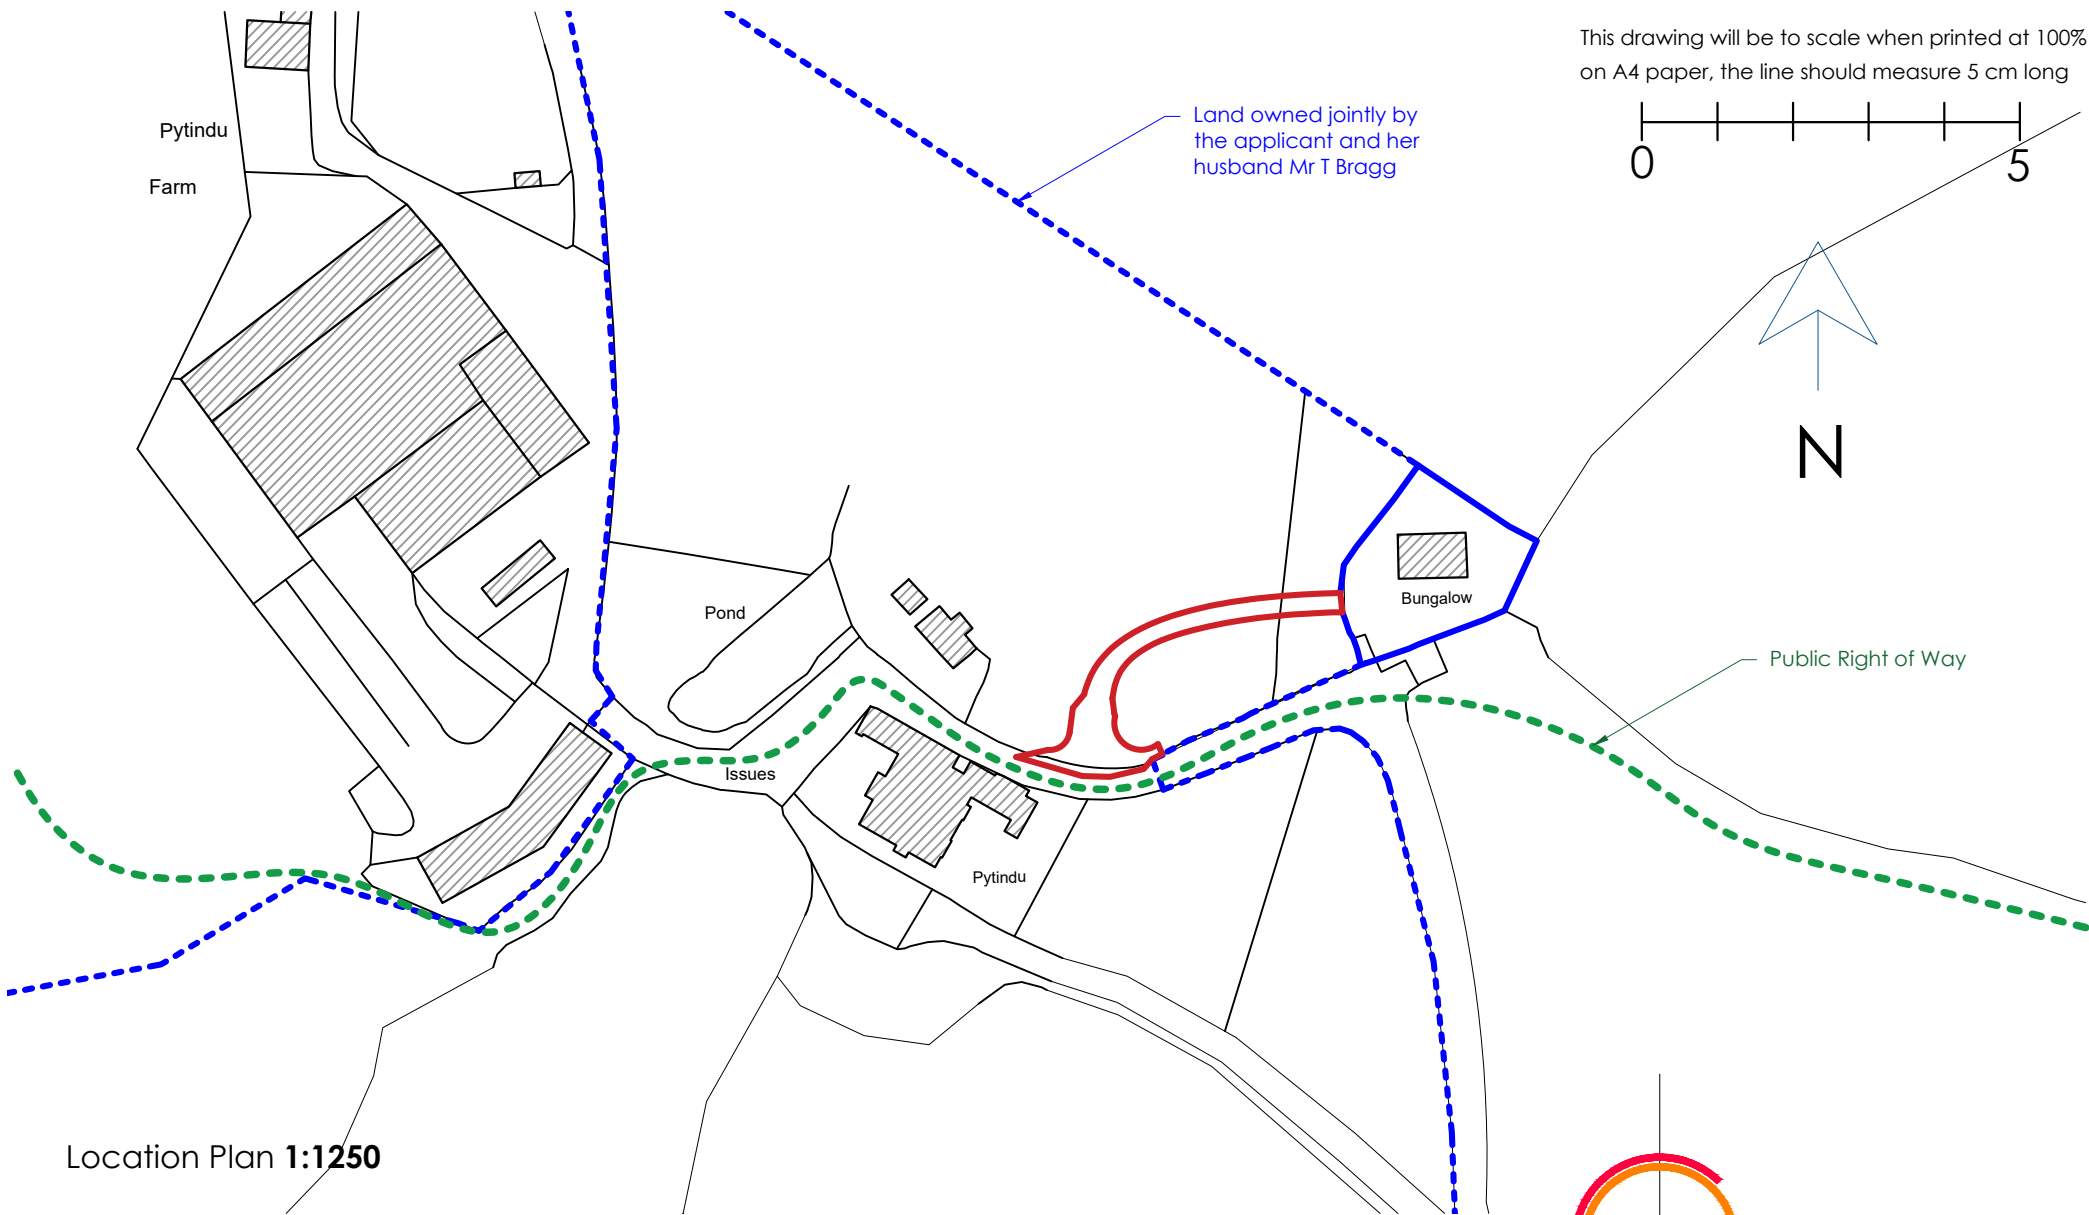 This drawing will be to scale when printed at 100%
on A4 paper, the line should measure 5 cm long
0
5
Land owned jointly by
the applicant and her
husband Mr T Bragg
Pytindu
Farm
N
Bungalow
Pond
Public Right of Way
Issues
Pytindu
Location Plan 1:1250